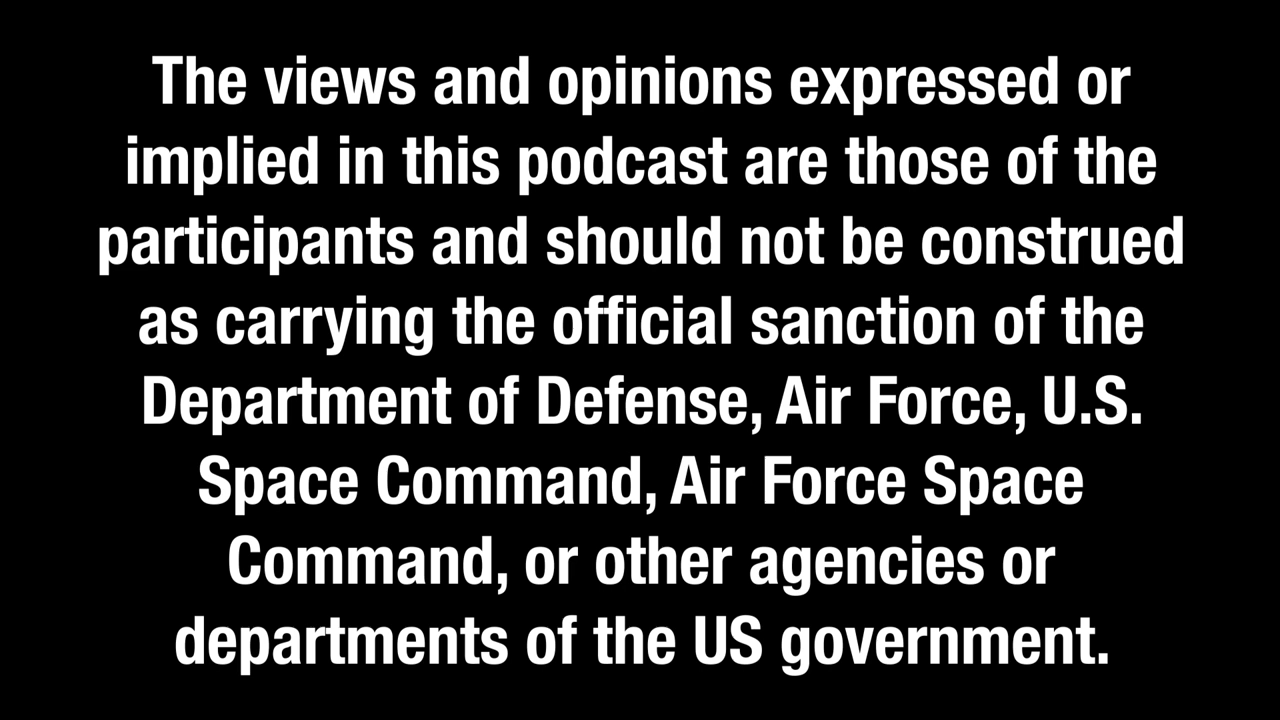 The views and opinions expressed or
implied in this podcast are those of the
participants and should not be construed
as carrying the official sanction of the
Department of Defense, Air Force, U.S.
Space Command, Air Force Space
Command, or other agencies or
departments of the US government.